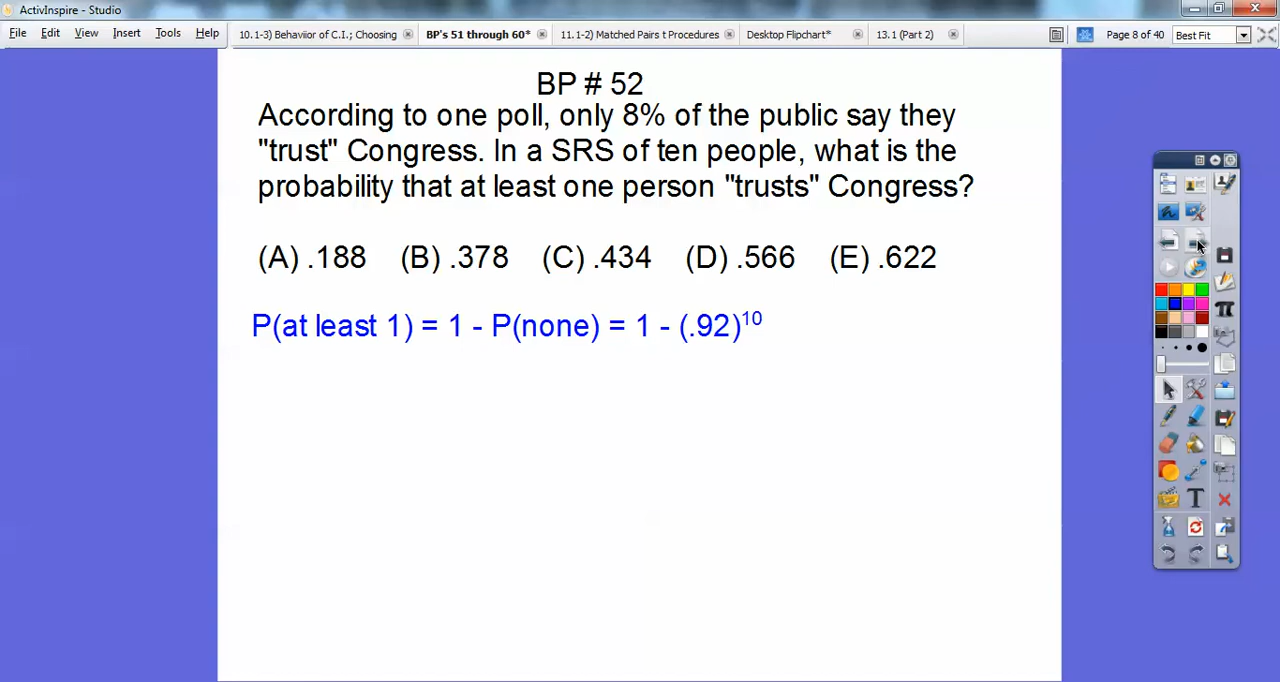 ActivInspire - Studio
File Edit View Insert Tools Help
10.1-3) Behaviior of C.I.; Choosing
BP's 51 through 60*
11.1-2) Matched Pairs t Procedures
Desktop Flipchart*
13.1 (Part 2)
Page 8 of 40
Best Fit
BP # 52
According to one poll, only 8% of the public say they
"trust" Congress. In a SRS of ten people, what is the
probability that at least one person "trusts" Congress?
(A) .188 (B) .378 (C) .434 (D) .566 (E) .622
P(at least 1) = 1 - P(none) = 1 - (.92)¹⁰